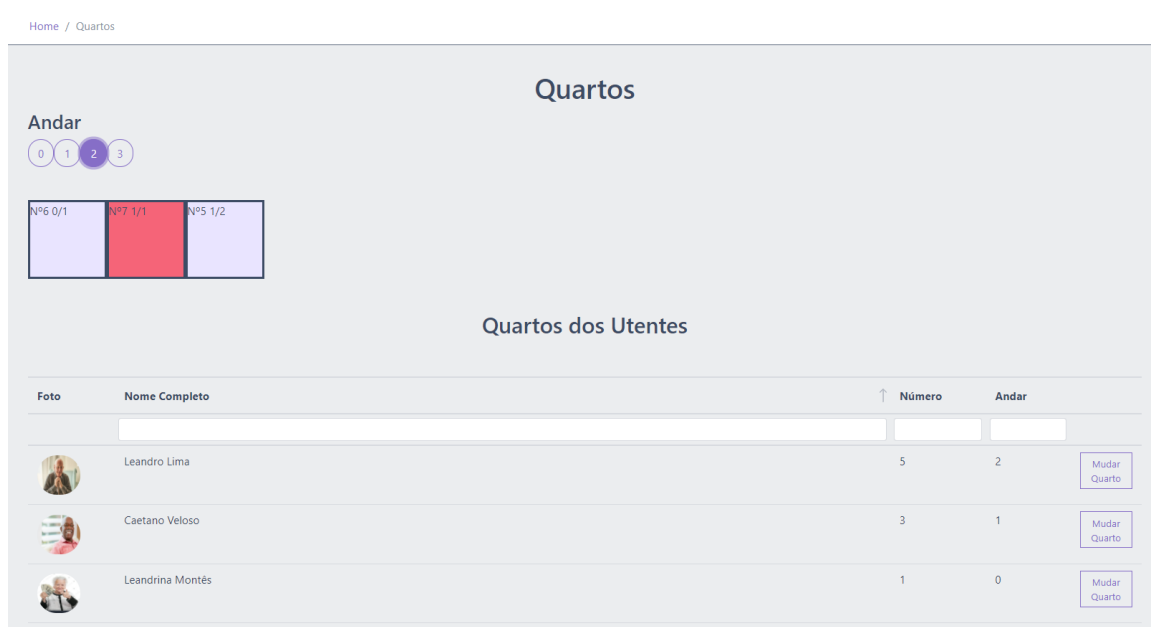 Home / Quartos
Quartos
Andar
0 1 2 3
Nº6 0/1 Nº7 1/1 Nº5 1/2
Quartos dos Utentes
Foto Nome Completo ↑ Número Andar
Leandro Lima 5 2 Mudar Quarto
Caetano Veloso 3 1 Mudar Quarto
Leandrina Montês 1 0 Mudar Quarto